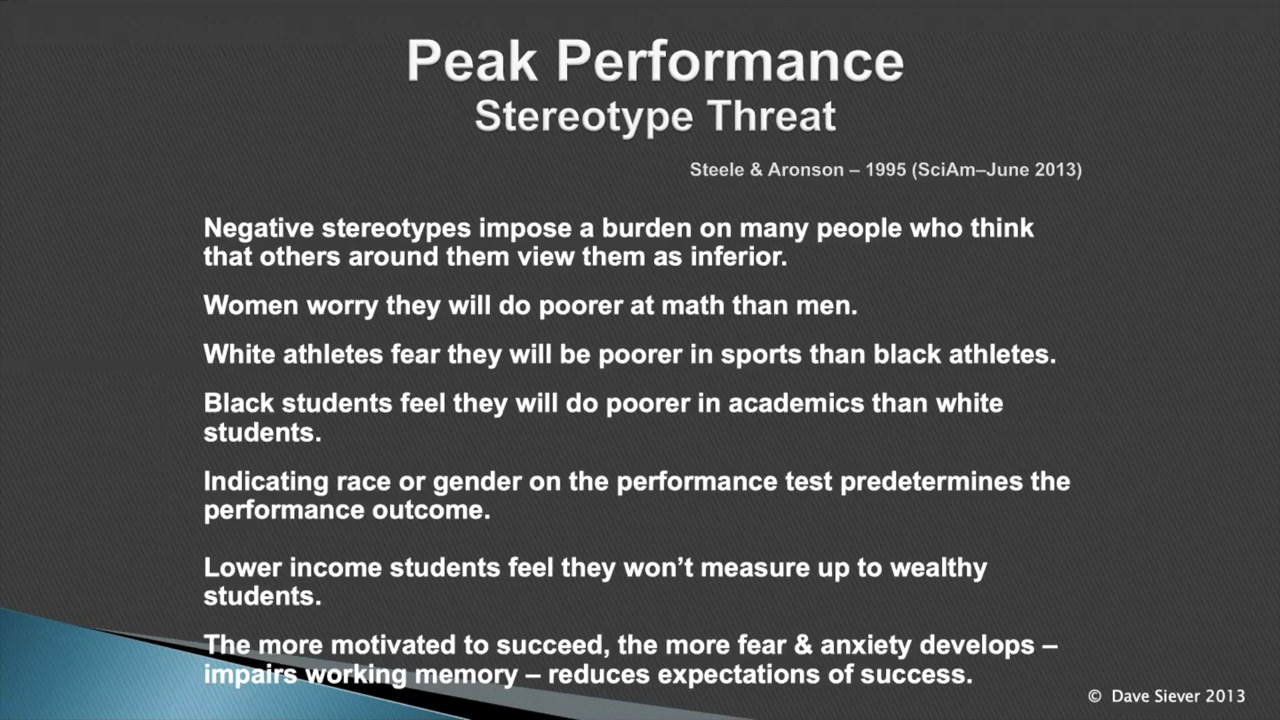 Peak Performance
Stereotype Threat
Steele & Aronson – 1995 (SciAm–June 2013)
Negative stereotypes impose a burden on many people who think
that others around them view them as inferior.
Women worry they will do poorer at math than men.
White athletes fear they will be poorer in sports than black athletes.
Black students feel they will do poorer in academics than white
students.
Indicating race or gender on the performance test predetermines the
performance outcome.
Lower income students feel they won’t measure up to wealthy
students.
The more motivated to succeed, the more fear & anxiety develops –
impairs working memory – reduces expectations of success.
© Dave Siever 2013